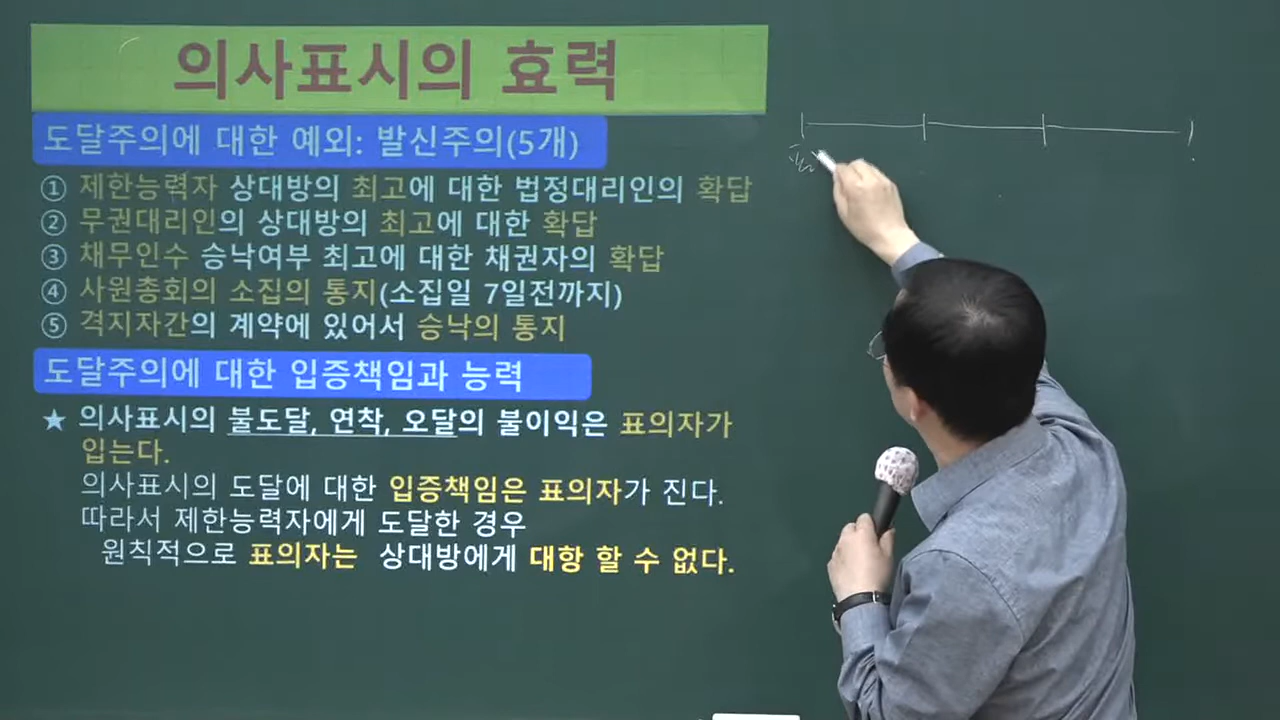 의사표시의 효력
도달주의에 대한 예외: 발신주의(5개)
① 제한능력자 상대방의 최고에 대한 법정대리인의 확답
② 무권대리인의 상대방의 최고에 대한 확답
③ 채무인수 승낙여부 최고에 대한 채권자의 확답
④ 사원총회의 소집의 통지(소집일 7일전까지)
⑤ 격지자간의 계약에 있어서 승낙의 통지
도달주의에 대한 입증책임과 능력
★ 의사표시의 불도달, 연착, 오달의 불이익은 표의자가
입는다.
의사표시의 도달에 대한 입증책임은 표의자가 진다.
따라서 제한능력자에게 도달한 경우
원칙적으로 표의자는 상대방에게 대항 할 수 없다.